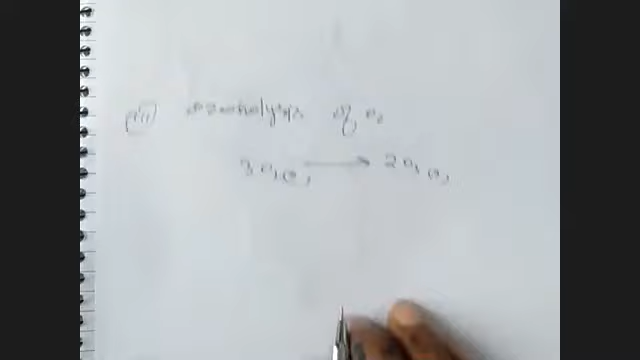 (iii) ozonolysis of O₂
3O₂(g) → 2O₃(g)